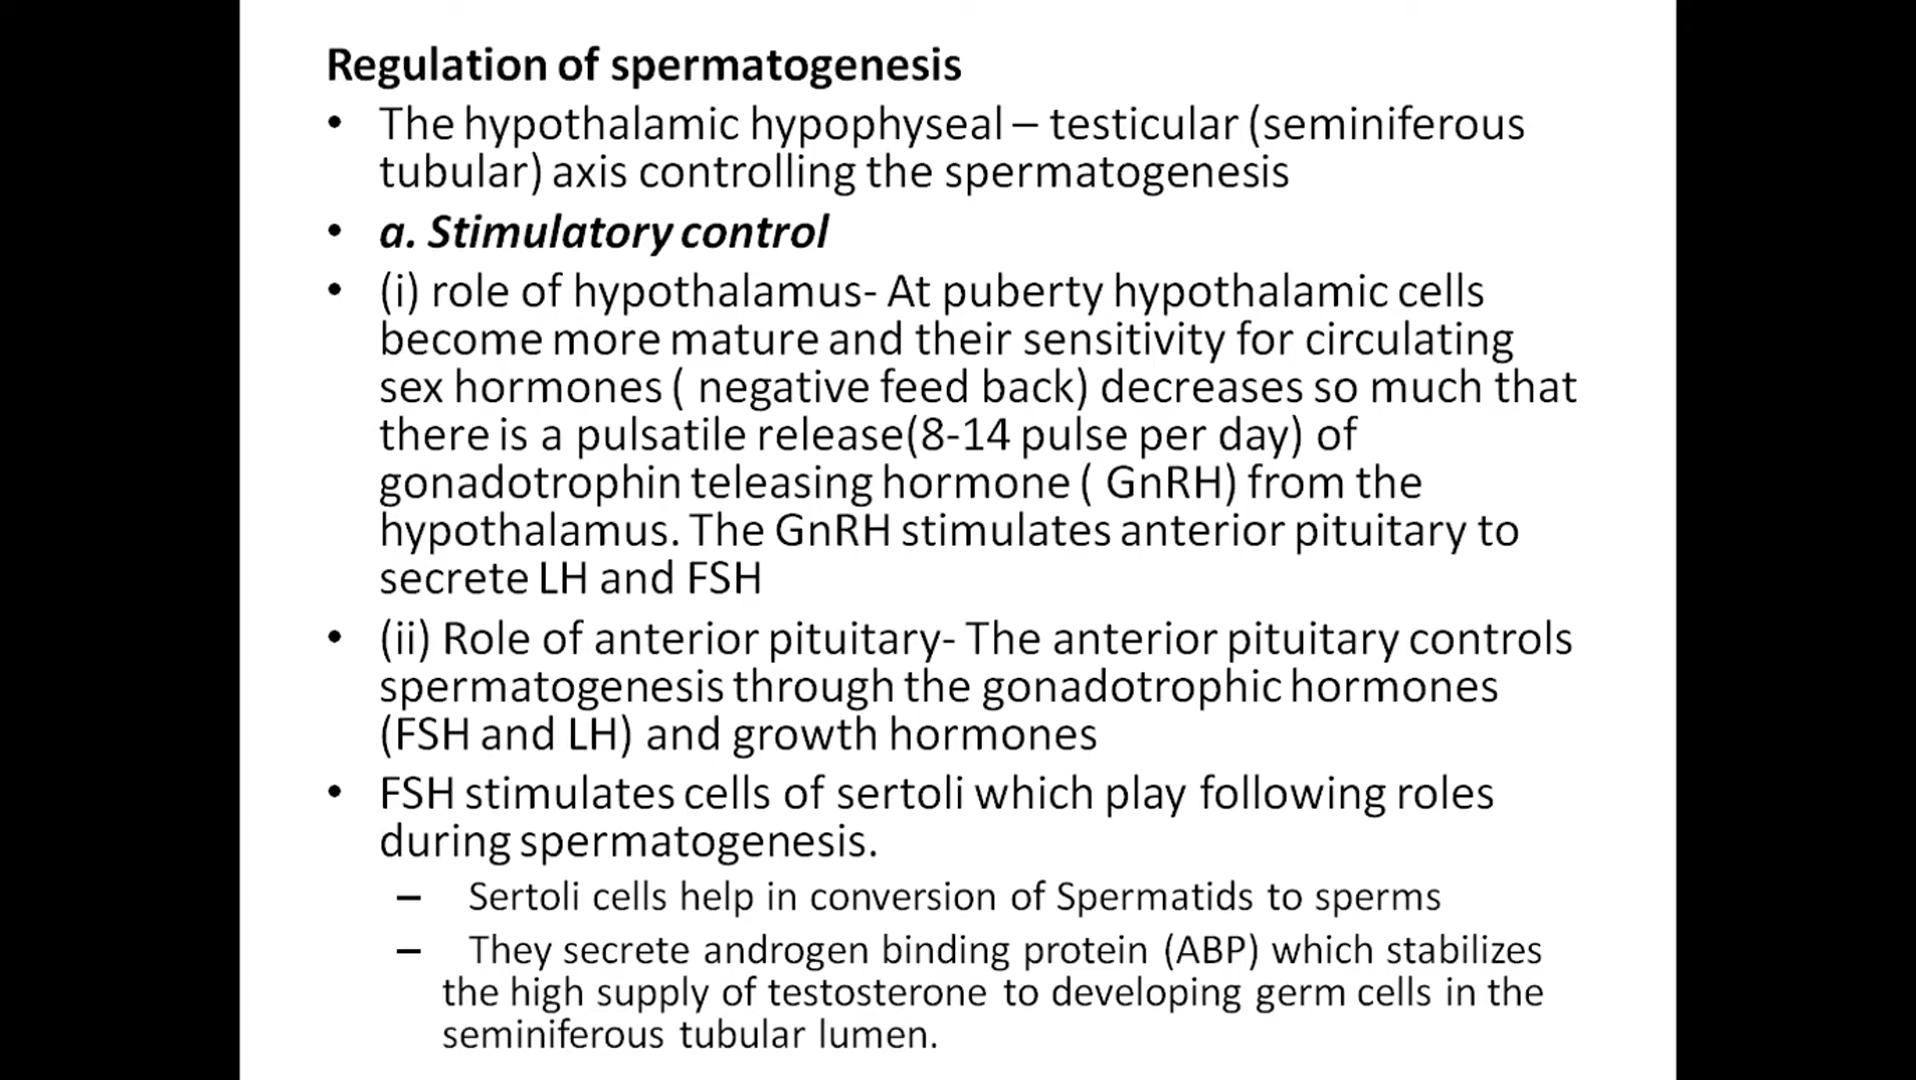 Regulation of spermatogenesis
• The hypothalamic hypophyseal – testicular (seminiferous
tubular) axis controlling the spermatogenesis
• a. Stimulatory control
• (i) role of hypothalamus- At puberty hypothalamic cells
become more mature and their sensitivity for circulating
sex hormones ( negative feed back) decreases so much that
there is a pulsatile release(8-14 pulse per day) of
gonadotrophin teleasing hormone ( GnRH) from the
hypothalamus. The GnRH stimulates anterior pituitary to
secrete LH and FSH
• (ii) Role of anterior pituitary- The anterior pituitary controls
spermatogenesis through the gonadotrophic hormones
(FSH and LH) and growth hormones
• FSH stimulates cells of sertoli which play following roles
during spermatogenesis.
– Sertoli cells help in conversion of Spermatids to sperms
– They secrete androgen binding protein (ABP) which stabilizes
the high supply of testosterone to developing germ cells in the
seminiferous tubular lumen.